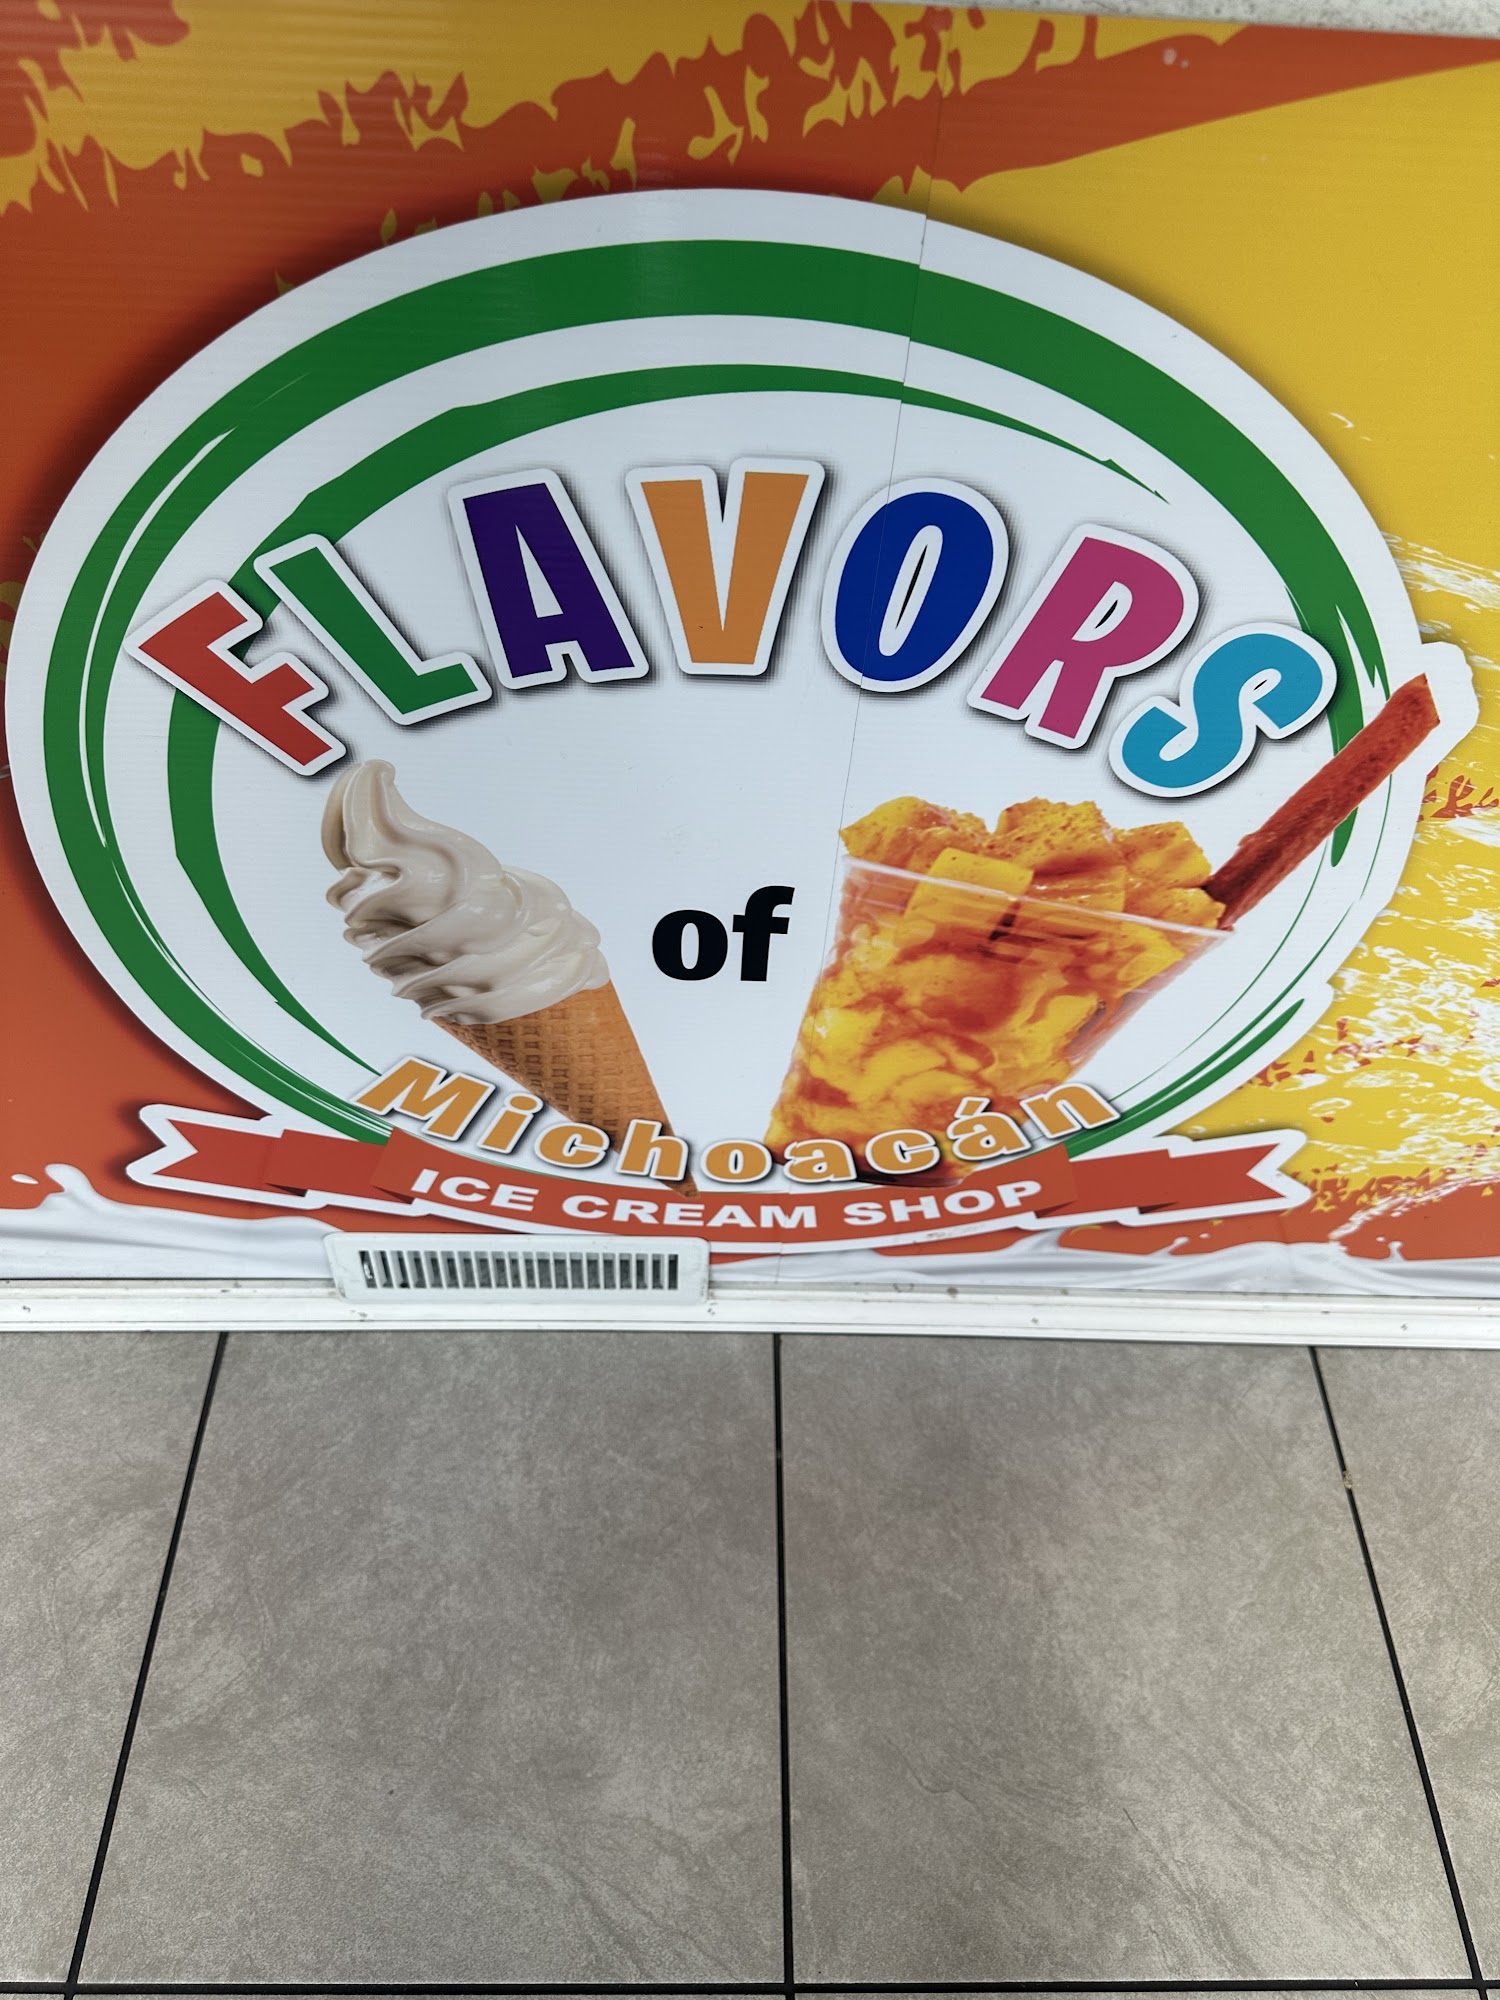 FLAVORS
of
Michoacán
ICE CREAM SHOP